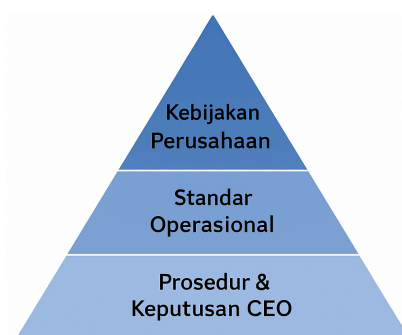 Kebijakan
Perusahaan
Standar
Operasional
Prosedur &
Keputusan CEO